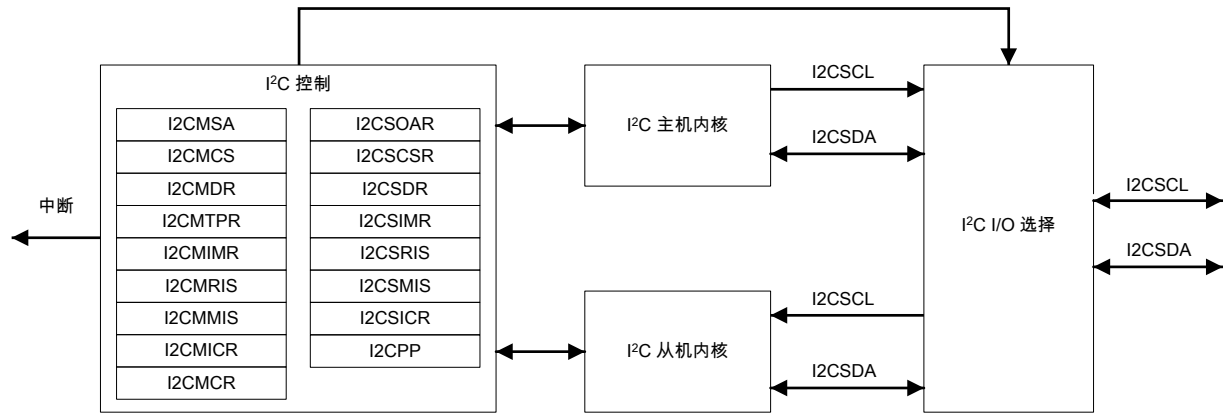 I²C 控制
I2CMSA
I2CMCS
I2CMDR
I2CMTPR
I2CMIMR
I2CMRIS
I2CMMIS
I2CMICR
I2CMCR
I2CSOAR
I2CSCSR
I2CSDR
I2CSIMR
I2CSRIS
I2CSMIS
I2CSICR
I2CPP
中断
I²C 主机内核
I2CSCL
I2CSDA
I²C 从机内核
I2CSCL
I2CSDA
I²C I/O 选择
I2CSCL
I2CSDA